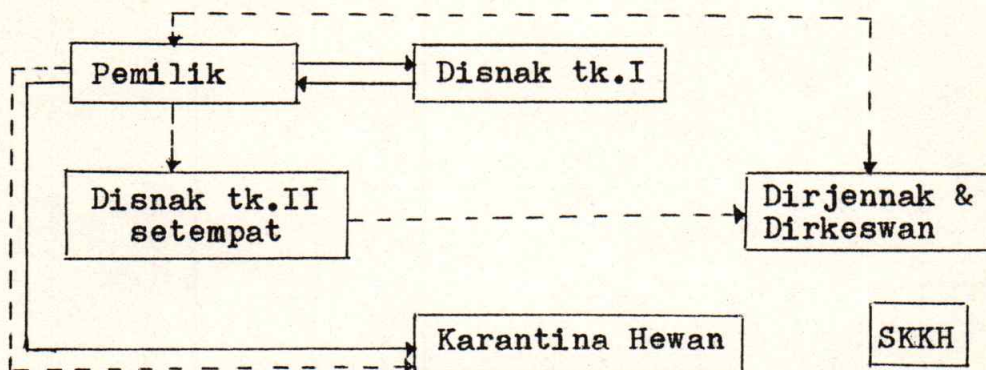 Pemilik
Disnak tk.I
Disnak tk.II
setempat
Dirjennak &
Dirkeswan
Karantina Hewan
SKKH